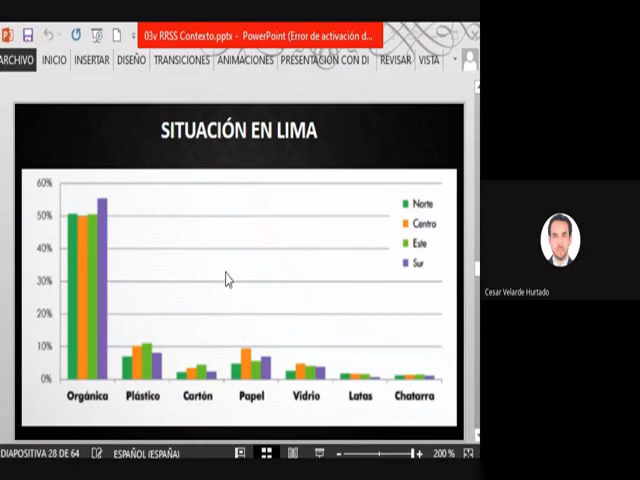 03v RRSS Contexto.pptx - PowerPoint (Error de activación d...
ARCHIVO INICIO INSERTAR DISEÑO TRANSICIONES ANIMACIONES PRESENTACIÓN CON DI REVISAR VISTA
SITUACIÓN EN LIMA
60%
50%
40%
30%
20%
10%
0%
Norte
Centro
Este
Sur
Orgánica Plástico Cartón Papel Vidrio Latas Chatarra
Cesar Velarde Hurtado
DIAPOSITIVA 28 DE 64 ESPAÑOL (ESPAÑA) 200 %